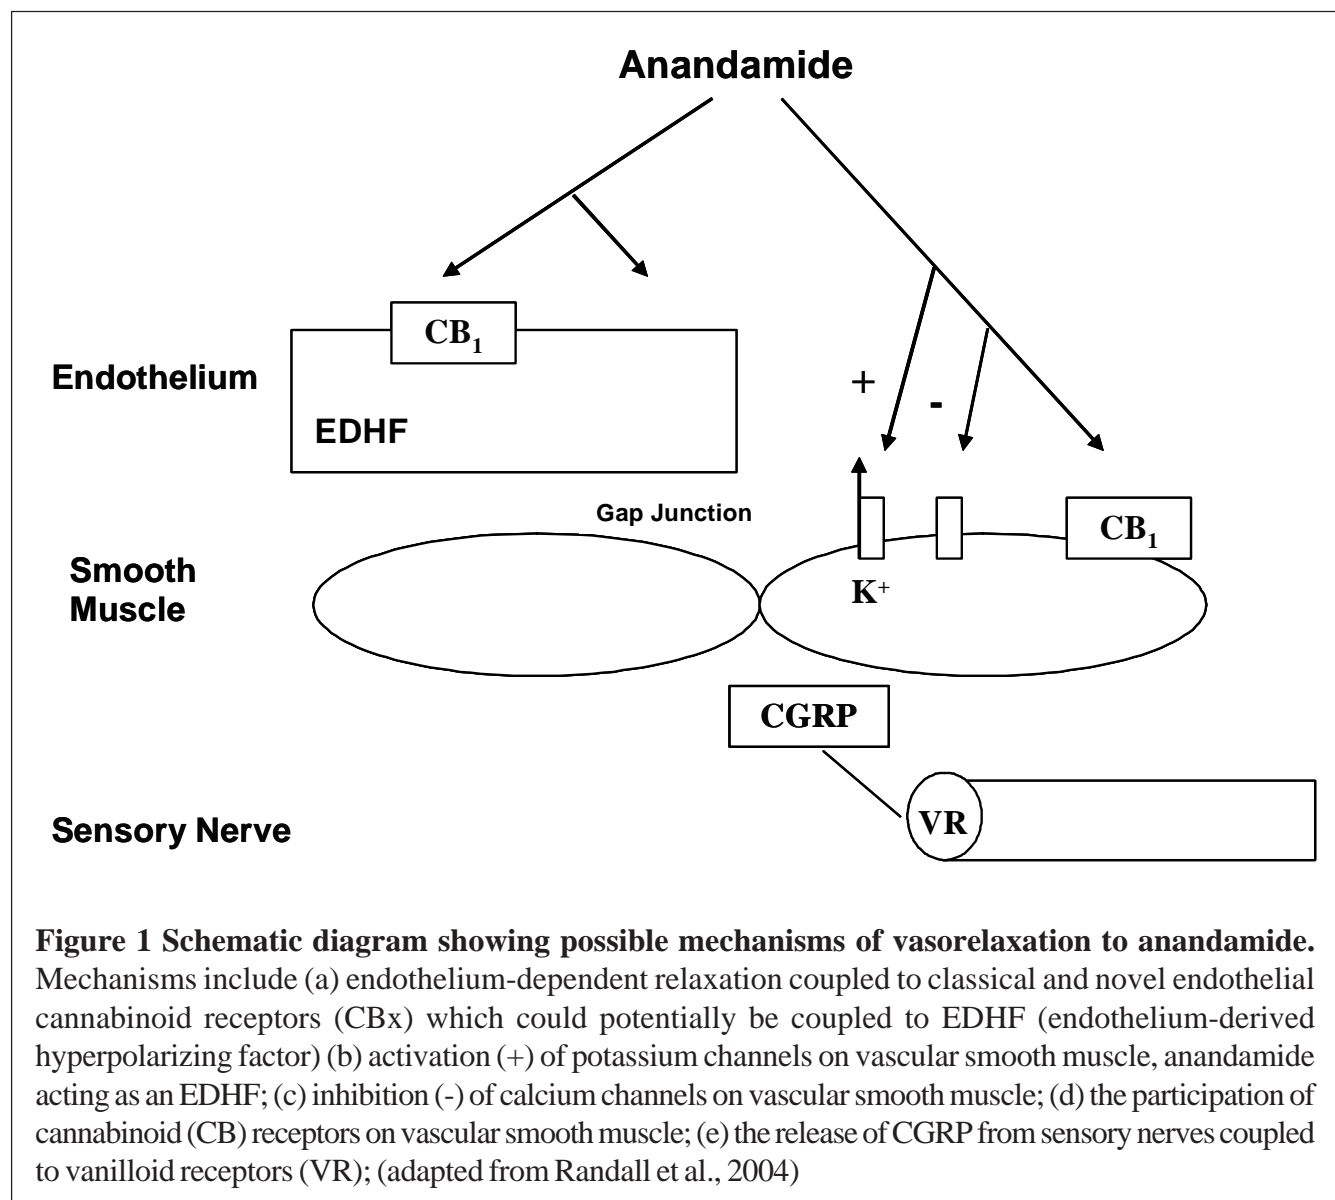 Anandamide
CB₁
Endothelium
EDHF
+
-
Gap Junction
CB₁
Smooth
Muscle
K⁺
CGRP
Sensory Nerve
VR
Figure 1 Schematic diagram showing possible mechanisms of vasorelaxation to anandamide.
Mechanisms include (a) endothelium-dependent relaxation coupled to classical and novel endothelial
cannabinoid receptors (CBx) which could potentially be coupled to EDHF (endothelium-derived
hyperpolarizing factor) (b) activation (+) of potassium channels on vascular smooth muscle, anandamide
acting as an EDHF; (c) inhibition (-) of calcium channels on vascular smooth muscle; (d) the participation of
cannabinoid (CB) receptors on vascular smooth muscle; (e) the release of CGRP from sensory nerves coupled
to vanilloid receptors (VR); (adapted from Randall et al., 2004)